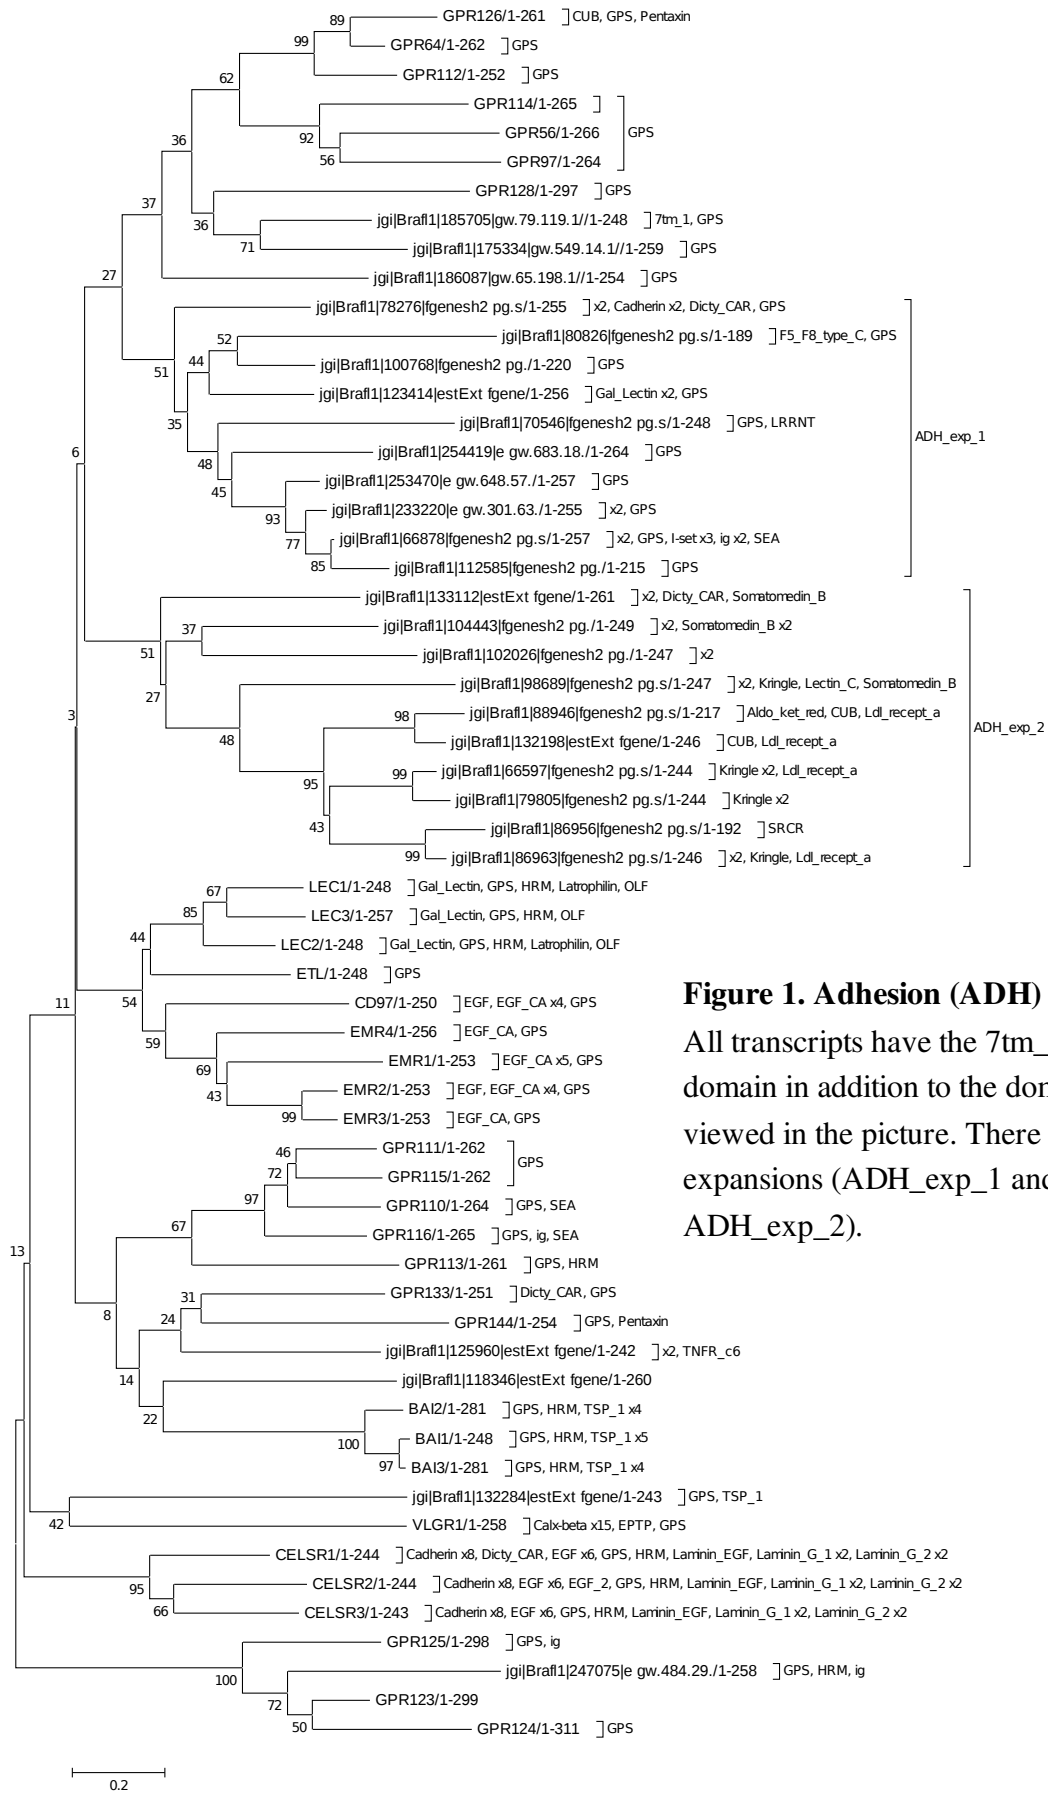 89
GPR126/1-261 CUB, GPS, Pentaxin
99
GPR64/1-262 GPS
GPR112/1-252 GPS
62
GPR114/1-265
92
GPR56/1-266 GPS
56
GPR97/1-264
36
GPR128/1-297 GPS
36
jgi|Brafl1|185705|gw.79.119.1//1-248 7tm_1, GPS
71
jgi|Brafl1|175334|gw.549.14.1//1-259 GPS
37
jgi|Brafl1|186087|gw.65.198.1//1-254 GPS
27
jgi|Brafl1|78276|fgenesh2 pg.s/1-255 x2, Cadherin x2, Dicty_CAR, GPS
52
jgi|Brafl1|80826|fgenesh2 pg.s/1-189 F5_F8_type_C, GPS
51
44
jgi|Brafl1|100768|fgenesh2 pg./1-220 GPS
jgi|Brafl1|123414|estExt fgene/1-256 Gal_Lectin x2, GPS
35
jgi|Brafl1|70546|fgenesh2 pg.s/1-248 GPS, LRRNT
ADH_exp_1
6
48
jgi|Brafl1|254419|e gw.683.18./1-264 GPS
45
jgi|Brafl1|253470|e gw.648.57./1-257 GPS
93
jgi|Brafl1|233220|e gw.301.63./1-255 x2, GPS
77
jgi|Brafl1|66878|fgenesh2 pg.s/1-257 x2, GPS, I-set x3, ig x2, SEA
85
jgi|Brafl1|112585|fgenesh2 pg./1-215 GPS
jgi|Brafl1|133112|estExt fgene/1-261 x2, Dicty_CAR, Somatomedin_B
37
jgi|Brafl1|104443|fgenesh2 pg./1-249 x2, Somatomedin_B x2
51
jgi|Brafl1|102026|fgenesh2 pg./1-247 x2
27
jgi|Brafl1|98689|fgenesh2 pg.s/1-247 x2, Kringle, Lectin_C, Somatomedin_B
3
98
jgi|Brafl1|88946|fgenesh2 pg.s/1-217 Aldo_ket_red, CUB, Ldl_recept_a
ADH_exp_2
48
jgi|Brafl1|132198|estExt fgene/1-246 CUB, Ldl_recept_a
95
99
jgi|Brafl1|66597|fgenesh2 pg.s/1-244 Kringle x2, Ldl_recept_a
jgi|Brafl1|79805|fgenesh2 pg.s/1-244 Kringle x2
43
jgi|Brafl1|86956|fgenesh2 pg.s/1-192 SRCR
99
jgi|Brafl1|86963|fgenesh2 pg.s/1-246 x2, Kringle, Ldl_recept_a
67
LEC1/1-248 Gal_Lectin, GPS, HRM, Latrophilin, OLF
85
LEC3/1-257 Gal_Lectin, GPS, HRM, OLF
44
LEC2/1-248 Gal_Lectin, GPS, HRM, Latrophilin, OLF
ETL/1-248 GPS
11
54
CD97/1-250 EGF, EGF_CA x4, GPS
59
EMR4/1-256 EGF_CA, GPS
69
EMR1/1-253 EGF_CA x5, GPS
43
EMR2/1-253 EGF, EGF_CA x4, GPS
99
EMR3/1-253 EGF_CA, GPS
Figure 1. Adhesion (ADH)
All transcripts have the 7tm_
domain in addition to the dom
viewed in the picture. There
expansions (ADH_exp_1 and
ADH_exp_2).
46
GPR111/1-262
GPS
72
GPR115/1-262
97
GPR110/1-264 GPS, SEA
67
GPR116/1-265 GPS, ig, SEA
13
GPR113/1-261 GPS, HRM
8
31
GPR133/1-251 Dicty_CAR, GPS
24
GPR144/1-254 GPS, Pentaxin
jgi|Brafl1|125960|estExt fgene/1-242 x2, TNFR_c6
14
jgi|Brafl1|118346|estExt fgene/1-260
22
BAI2/1-281 GPS, HRM, TSP_1 x4
100
BAI1/1-248 GPS, HRM, TSP_1 x5
97
BAI3/1-281 GPS, HRM, TSP_1 x4
jgi|Brafl1|132284|estExt fgene/1-243 GPS, TSP_1
42
VLGR1/1-258 Calx-beta x15, EPTP, GPS
CELSR1/1-244 Cadherin x8, Dicty_CAR, EGF x6, GPS, HRM, Laminin_EGF, Laminin_G_1 x2, Laminin_G_2 x2
95
CELSR2/1-244 Cadherin x8, EGF x6, EGF_2, GPS, HRM, Laminin_EGF, Laminin_G_1 x2, Laminin_G_2 x2
66
CELSR3/1-243 Cadherin x8, EGF x6, GPS, HRM, Laminin_EGF, Laminin_G_1 x2, Laminin_G_2 x2
GPR125/1-298 GPS, ig
100
jgi|Brafl1|247075|e gw.484.29./1-258 GPS, HRM, ig
72
GPR123/1-299
50
GPR124/1-311 GPS
0.2